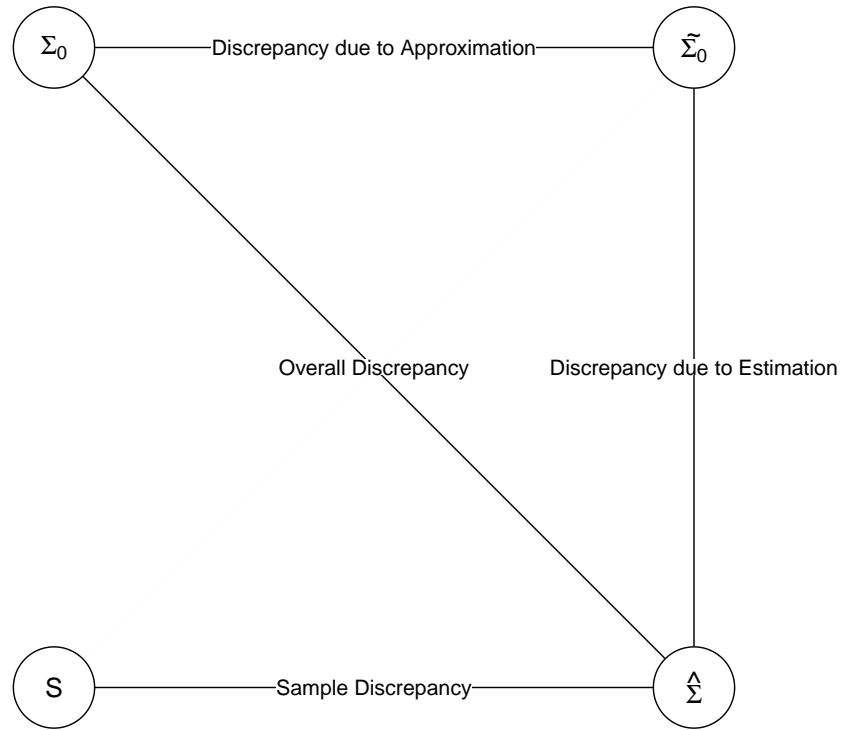 Σ₀
Discrepancy due to Approximation
Σ̃₀
Overall Discrepancy
Discrepancy due to Estimation
S
Sample Discrepancy
Σ̂